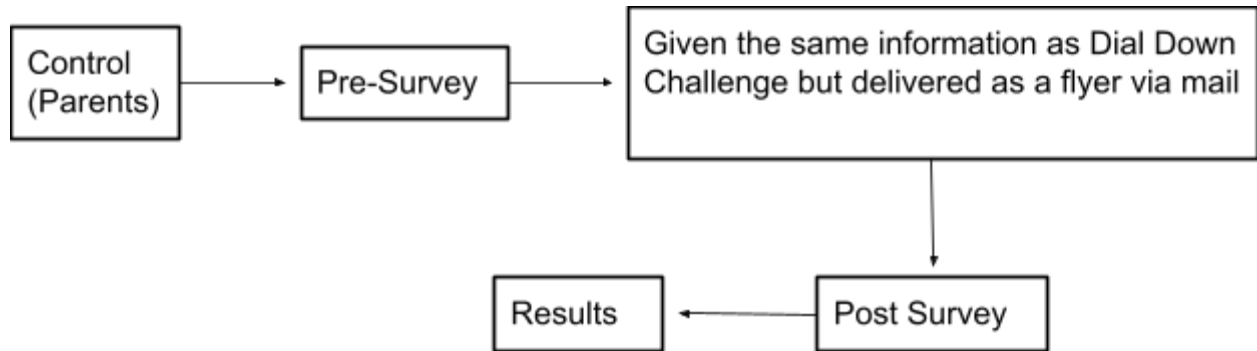 Control
(Parents)
Pre-Survey
Given the same information as Dial Down
Challenge but delivered as a flyer via mail
Post Survey
Results